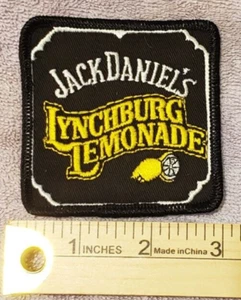 JACK DANIEL'S
LYNCHBURG
LEMONADE
1 INCHES 2 Made in China 3